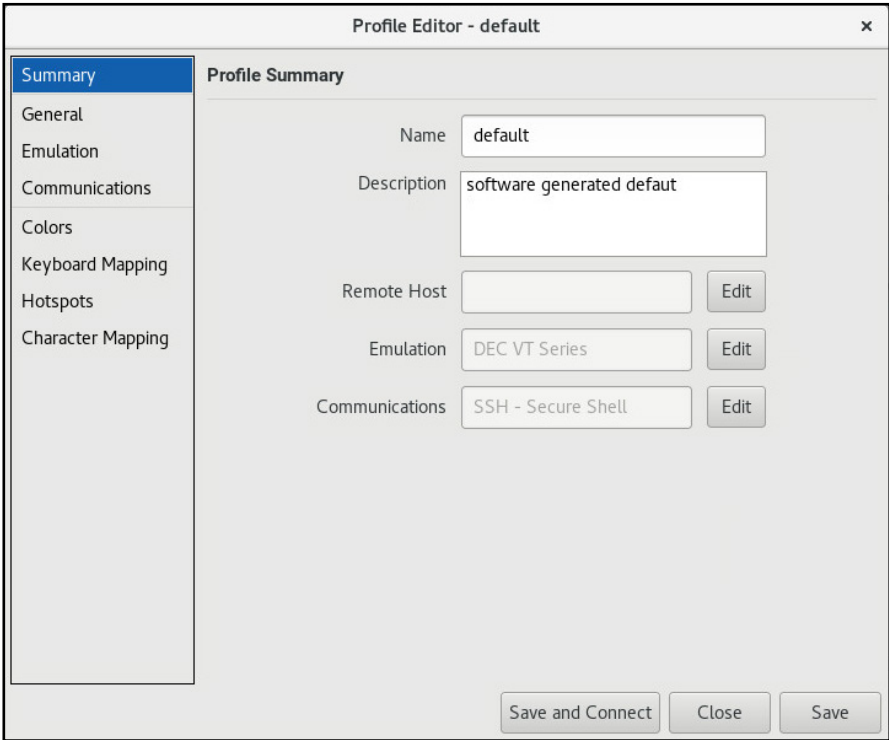 Profile Editor - default
×
Summary
General
Emulation
Communications
Colors
Keyboard Mapping
Hotspots
Character Mapping
Profile Summary
Name
default
Description
software generated defaut
Remote Host
Edit
Emulation
DEC VT Series
Edit
Communications
SSH - Secure Shell
Edit
Save and Connect
Close
Save